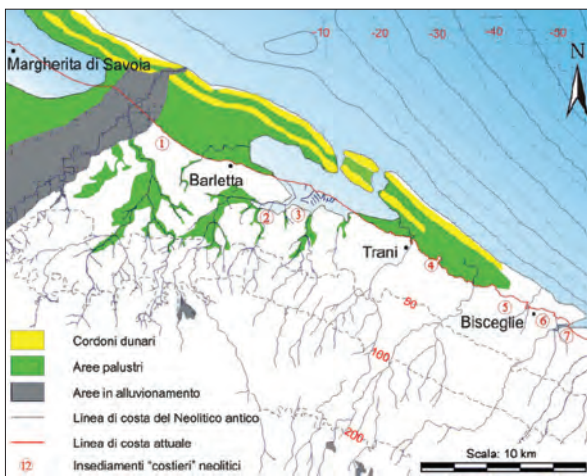 -10 -20 -30 -40 -50
N
Margherita di Savoia
①
Barletta
②
③
Trani
④
50
⑤
Bisceglie
⑥
⑦
100
200
Cordoni dunari
Aree palustri
Aree in alluvionamento
Linea di costa del Neolitico antico
Linea di costa attuale
⑫ Insediamenti "costieri" neolitici
Scala: 10 km